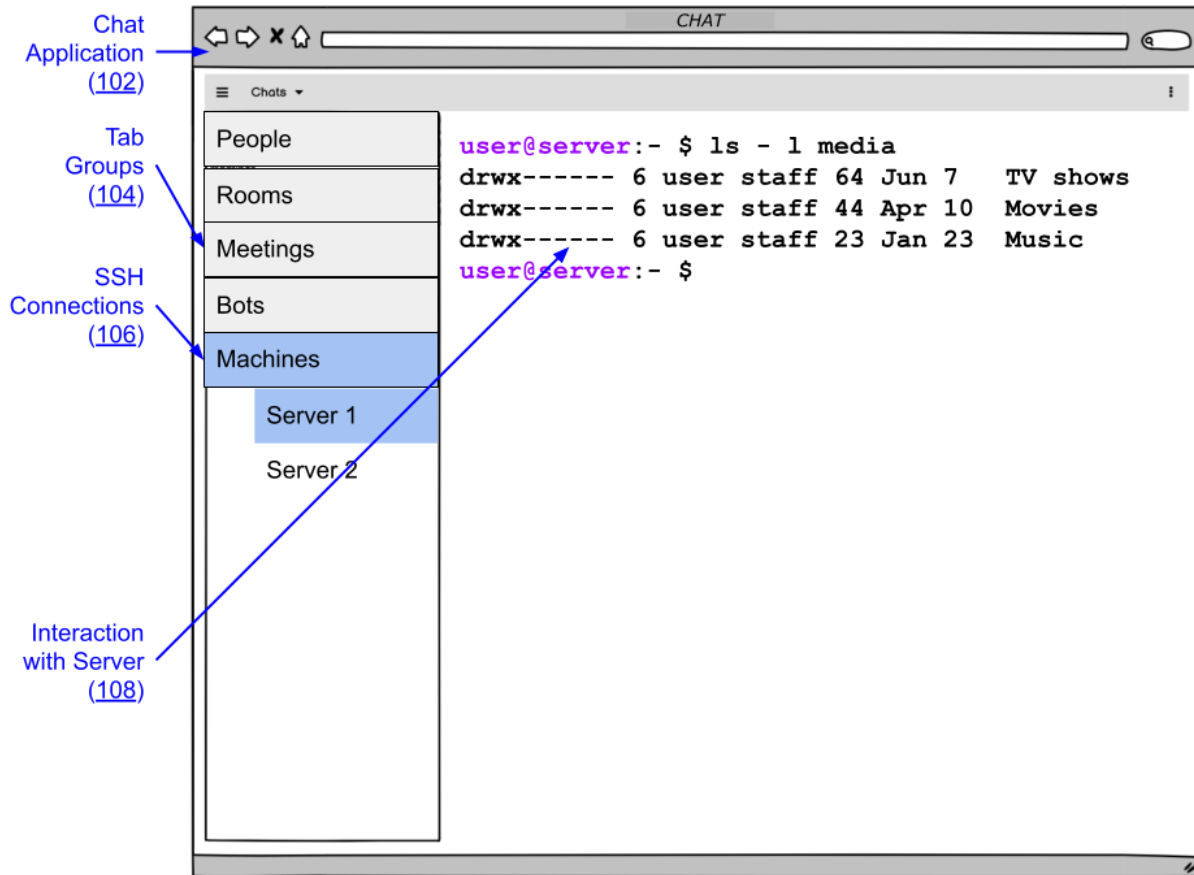 CHAT
Chat
Application
(102)
Chats
Tab
Groups
(104)
SSH
Connections
(106)
Interaction
with Server
(108)
People
Rooms
Meetings
Bots
Machines
Server 1
Server 2
user@server:- $ ls - l media
drwx------ 6 user staff 64 Jun 7 TV shows
drwx------ 6 user staff 44 Apr 10 Movies
drwx------ 6 user staff 23 Jan 23 Music
user@server:- $